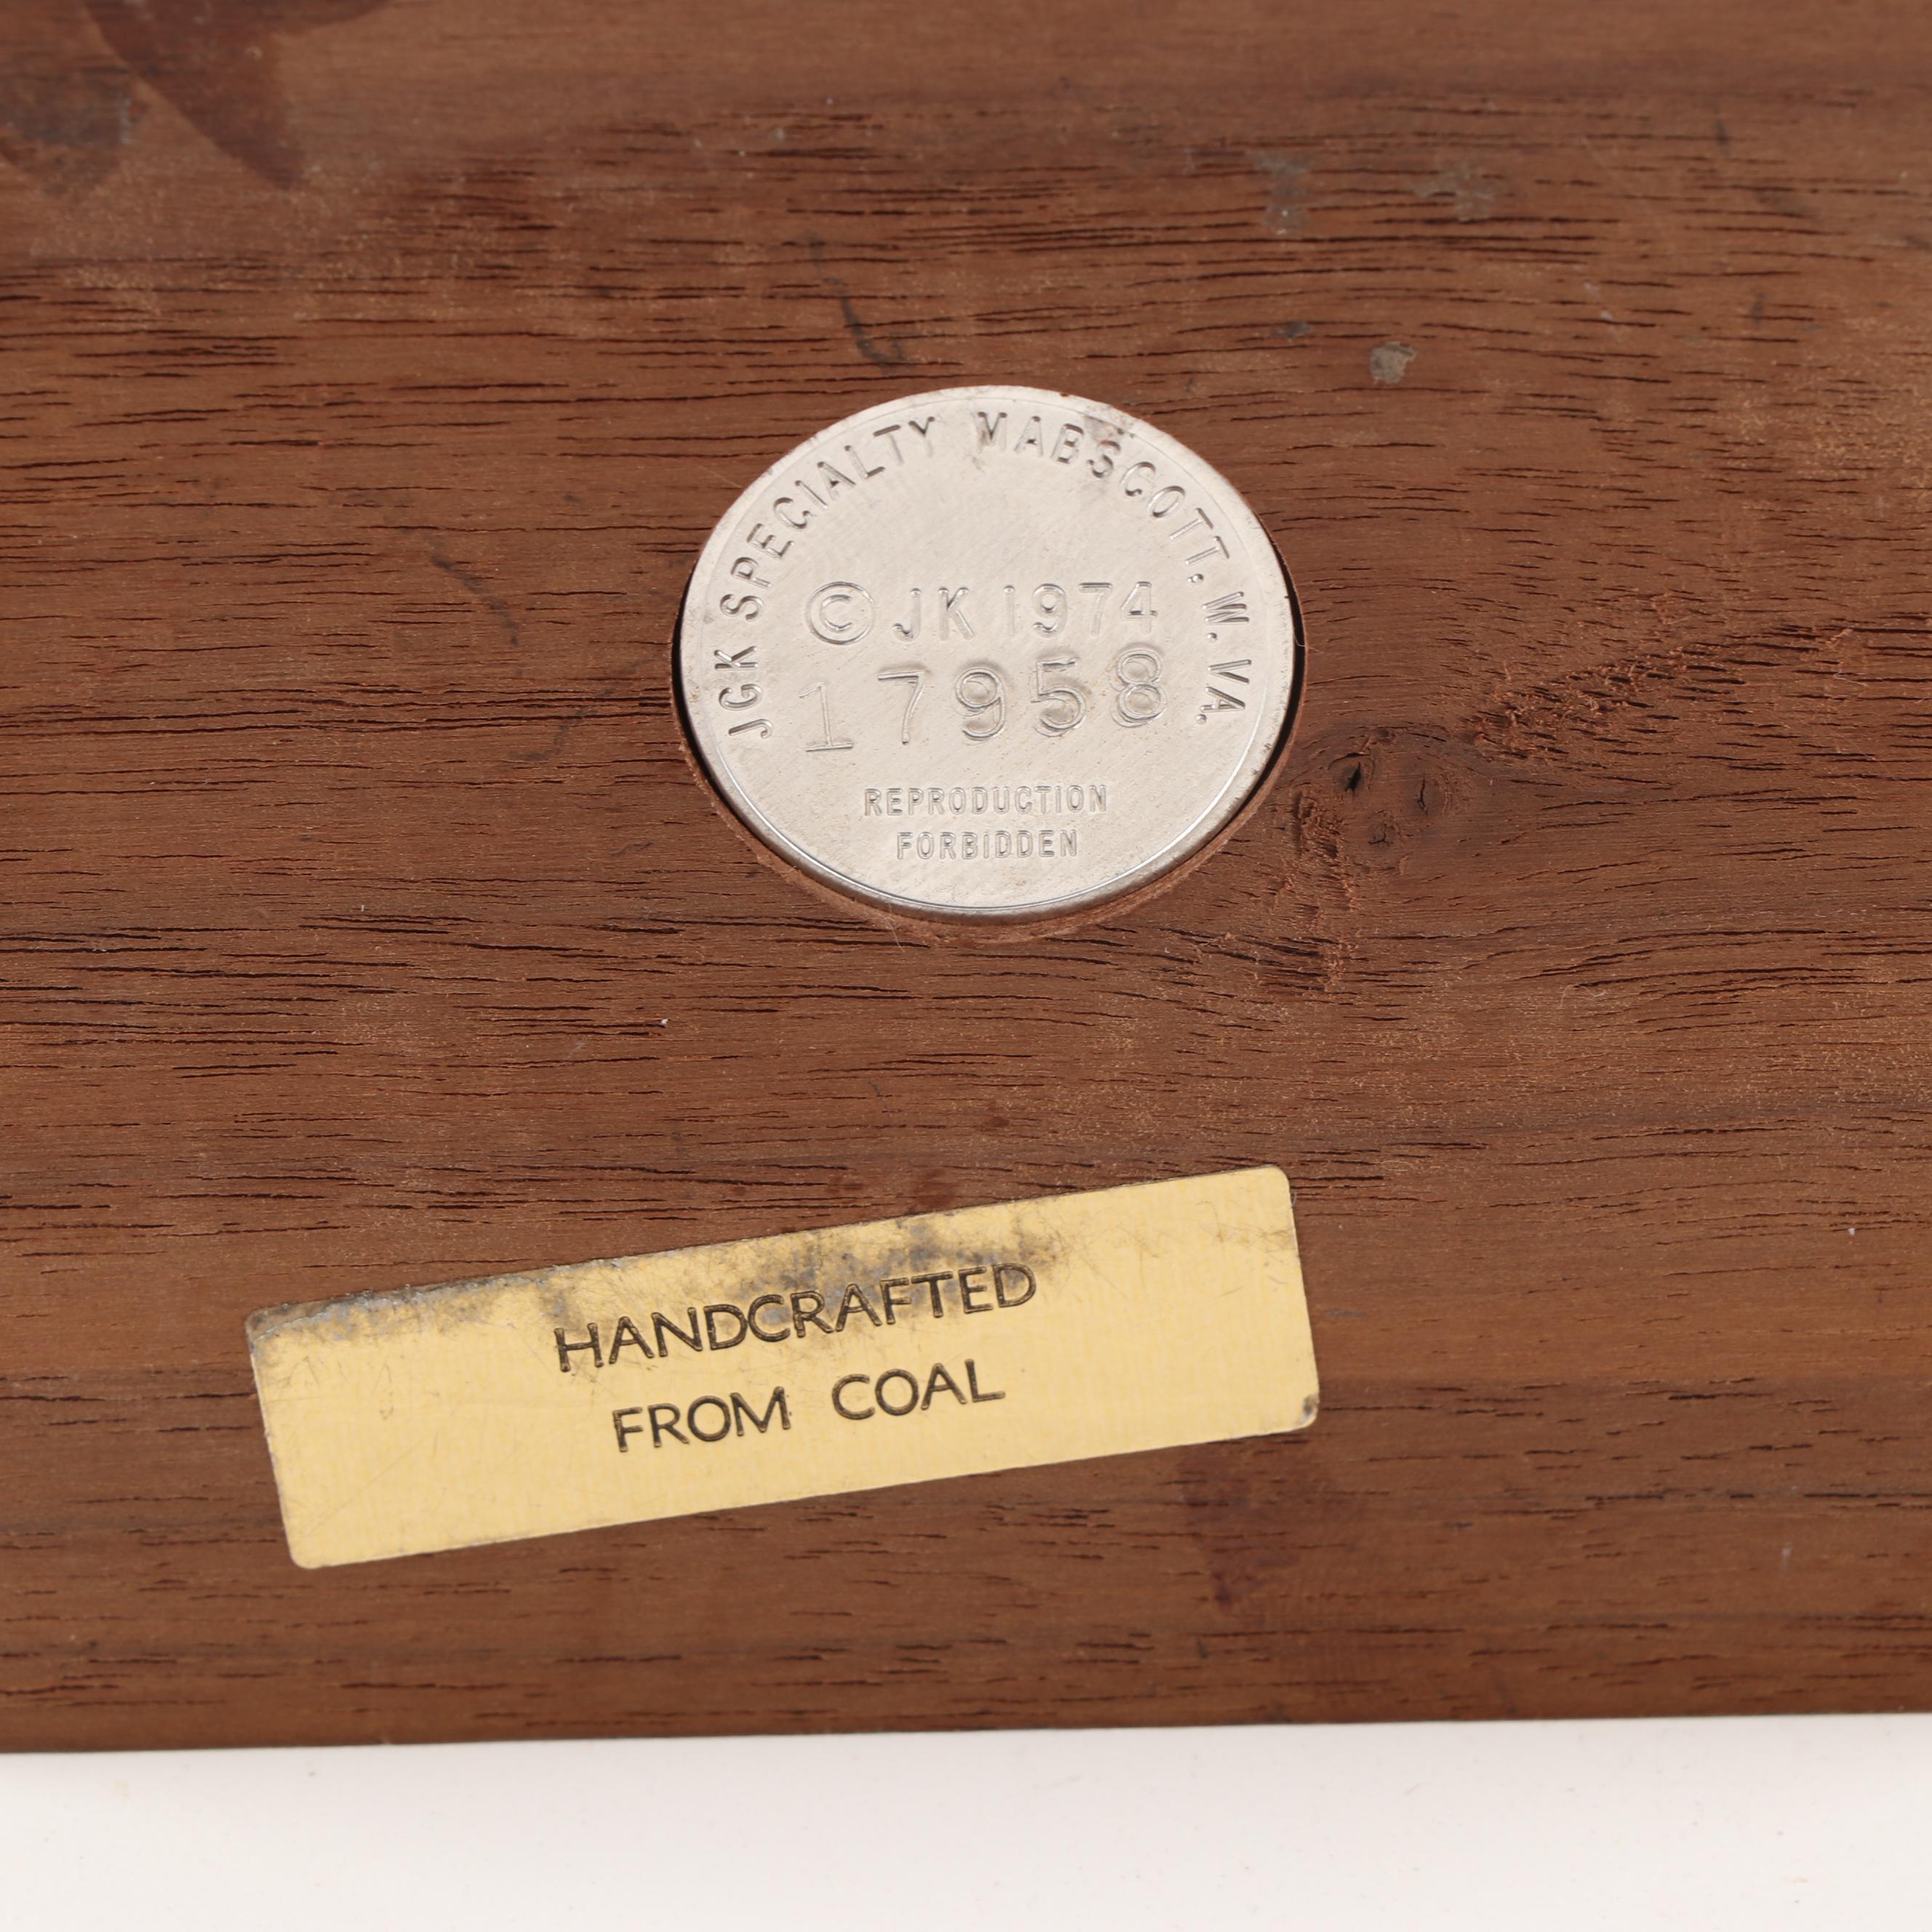 JGK SPECIALTY MABSCOTT. W. VA.
© JK 1974
17958
REPRODUCTION
FORBIDDEN
HANDCRAFTED
FROM COAL